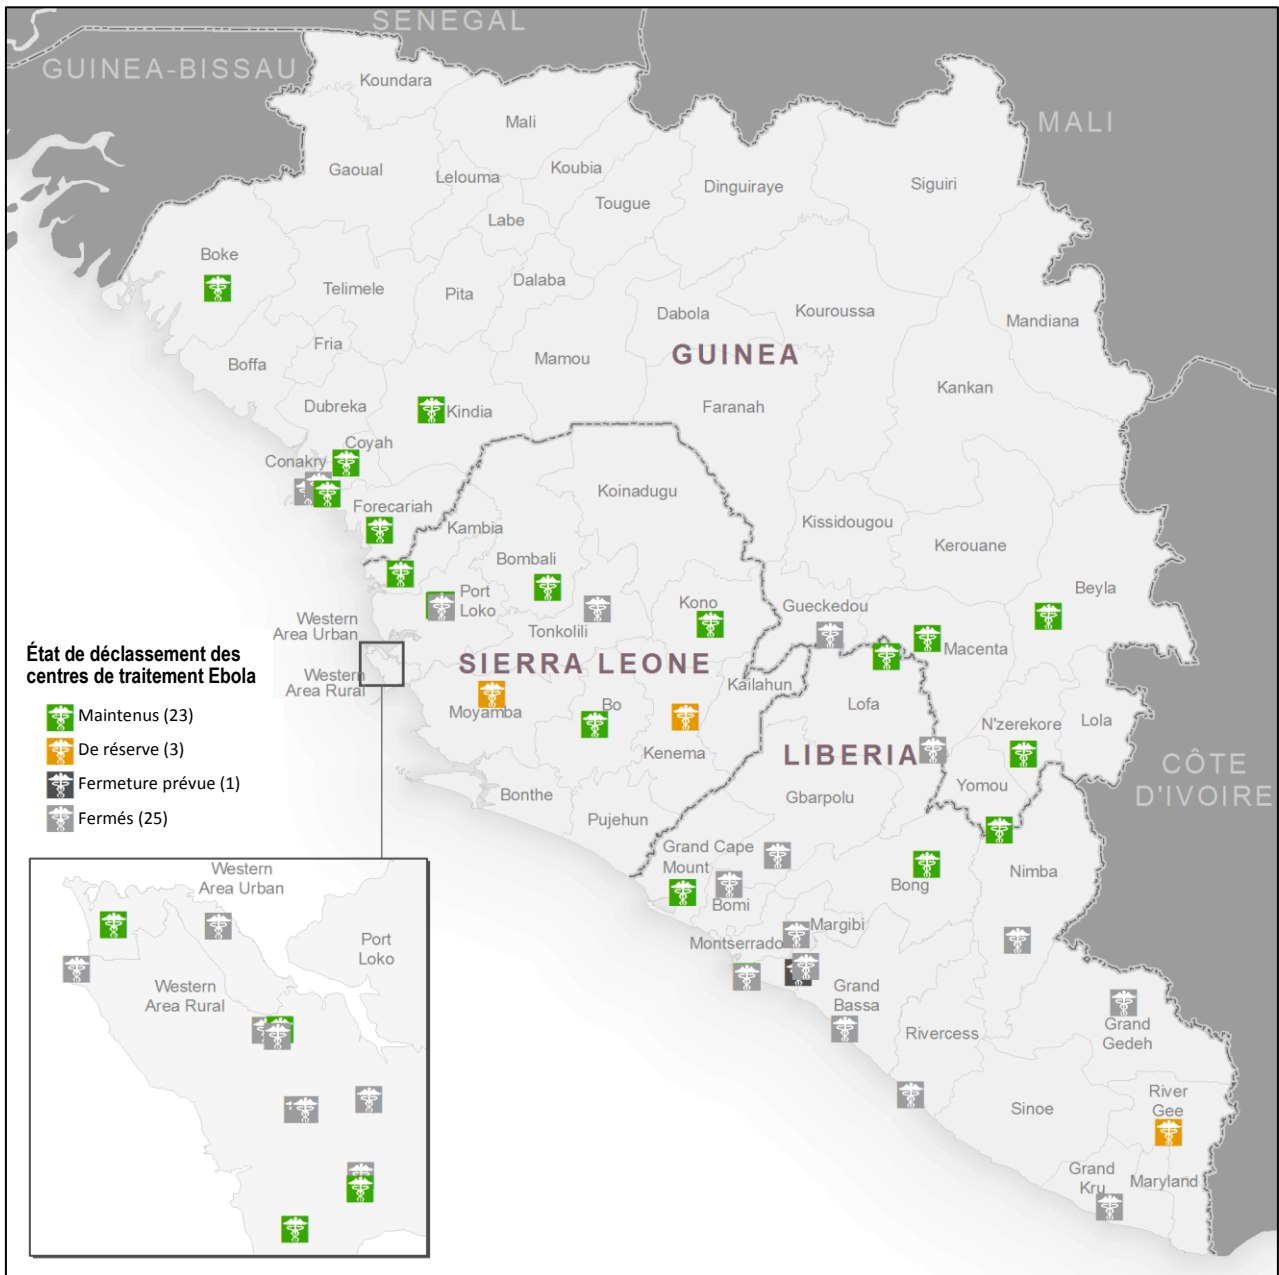 SENEGAL
GUINEA-BISSAU
MALI
Koundara
Mali
Gaoual
Lelouma
Koubia
Tougue
Dinguiraye
Siguiri
Labe
Boke
Telimele
Pita
Dalaba
Dabola
Kouroussa
Mandiana
Fria
Boffa
Mamou
GUINEA
Kankan
Dubreka
Kindia
Faranah
Coyah
Conakry
Koinadugu
Forecariah
Kambia
Kissidougou
Kerouane
Bombali
Beyla
Port
Loko
Kono
Gueckedou
Western
Area Urban
Tonkolili
Macenta
SIERRA LEONE
Western
Area Rural
Kailahun
Lofa
Moyamba
Bo
N'zerekore
Lola
Kenema
LIBERIA
CÔTE
D'IVOIRE
Yomou
Bonthe
Gbarpolu
Pujehun
Grand Cape
Mount
Bong
Nimba
Bomi
Margibi
Montserrado
Grand
Bassa
Rivercess
Grand
Gedeh
Sinoe
River
Gee
Grand
Kru
Maryland
État de déclassement des
centres de traitement Ebola
Maintenus (23)
De réserve (3)
Fermeture prévue (1)
Fermés (25)
Western
Area Urban
Port
Loko
Western
Area Rural